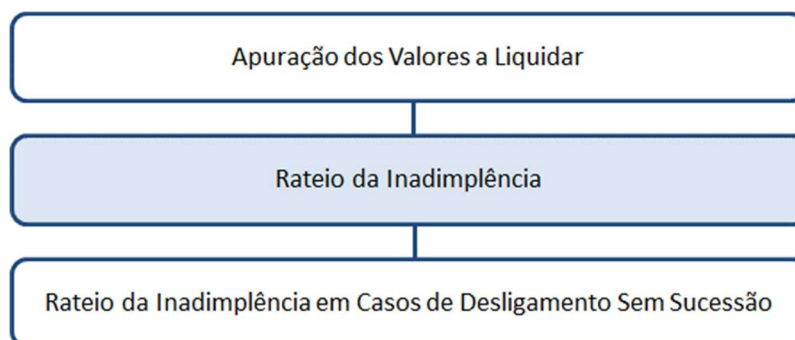 Apuração dos Valores a Liquidar
Rateio da Inadimplência
Rateio da Inadimplência em Casos de Desligamento Sem Sucessão